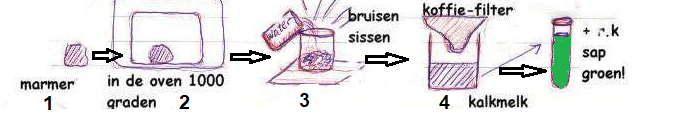 marmer
1
in de oven 1000
graden 2
water
bruisen
sissen
3
koffie-filter
4 kalkmelk
+ r.k
sap
groen!